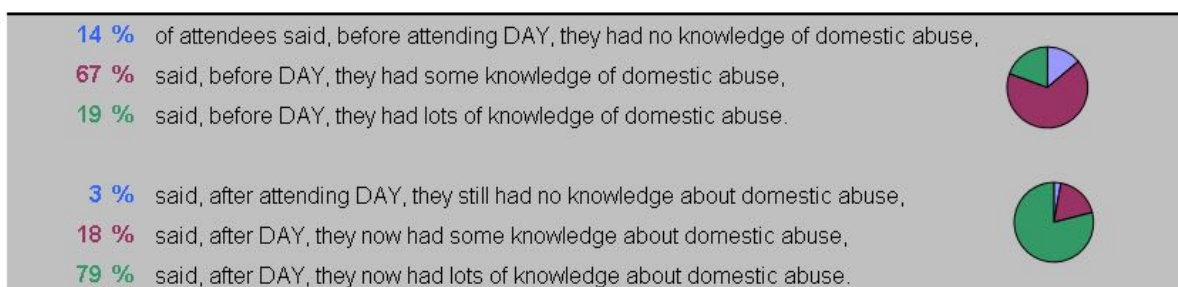 14 % of attendees said, before attending DAY, they had no knowledge of domestic abuse,
67 % said, before DAY, they had some knowledge of domestic abuse,
19 % said, before DAY, they had lots of knowledge of domestic abuse.
3 % said, after attending DAY, they still had no knowledge about domestic abuse,
18 % said, after DAY, they now had some knowledge about domestic abuse,
79 % said, after DAY, they now had lots of knowledge about domestic abuse.